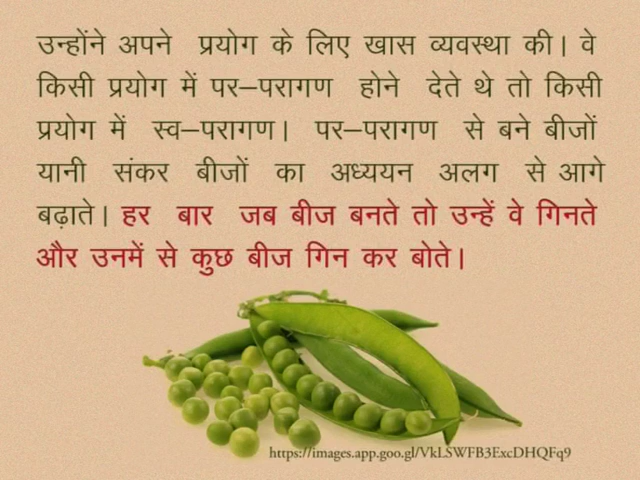 उन्होंने अपने प्रयोग के लिए खास व्यवस्था की। वे
किसी प्रयोग में पर–परागण होने देते थे तो किसी
प्रयोग में स्व–परागण। पर–परागण से बने बीजों
यानी संकर बीजों का अध्ययन अलग से आगे
बढ़ाते। हर बार जब बीज बनते तो उन्हें वे गिनते
और उनमें से कुछ बीज गिन कर बोते।
https://images.app.goo.gl/VkLSWFB3ExcDHQFq9